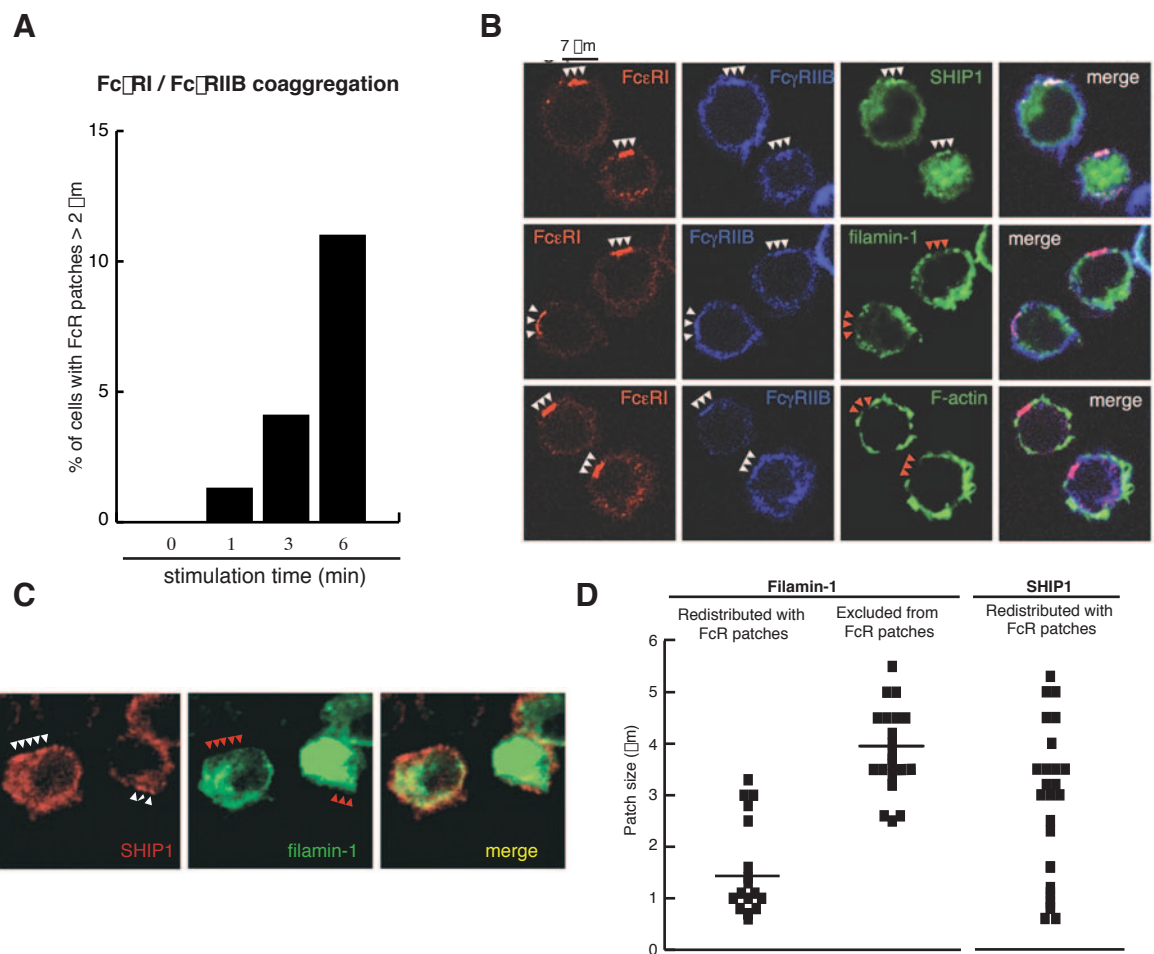 A
Fc▯RI / Fc▯RIIB coaggregation
% of cells with FcR patches > 2 ▯m
15
10
5
0
0 1 3 6
stimulation time (min)
B
7 ▯m
FcεRI FcγRIIB SHIP1 merge
FcεRI FcγRIIB filamin-1 merge
FcεRI FcγRIIB F-actin merge
C
SHIP1 filamin-1 merge
D
Filamin-1 SHIP1
Redistributed with FcR patches
Excluded from FcR patches
Redistributed with FcR patches
Patch size (▯m)
6
5
4
3
2
1
0